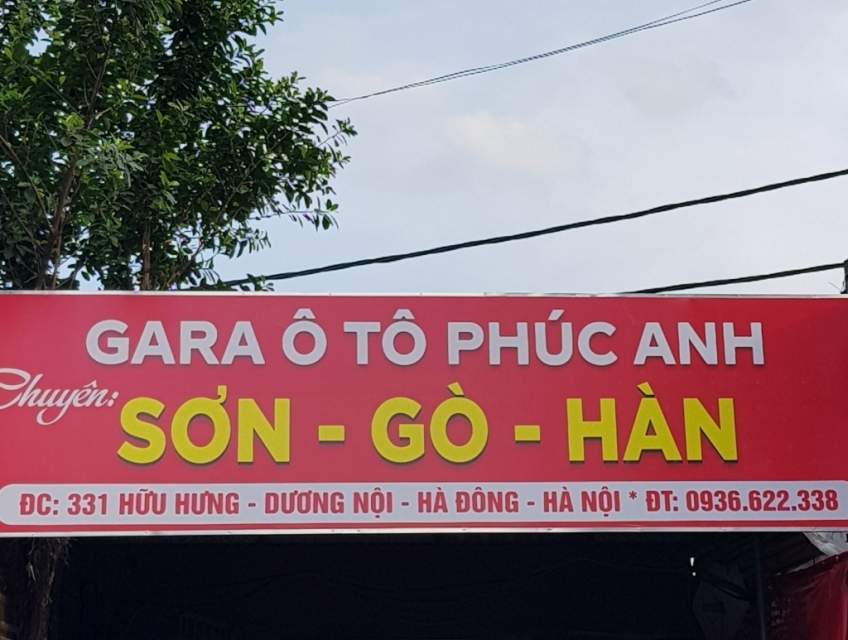 GARA Ô TÔ PHÚC ANH
Chuyên:
SƠN - GÒ - HÀN
ĐC: 331 HỮU HƯNG - DƯƠNG NỘI - HÀ ĐÔNG - HÀ NỘI * ĐT: 0936.622.338